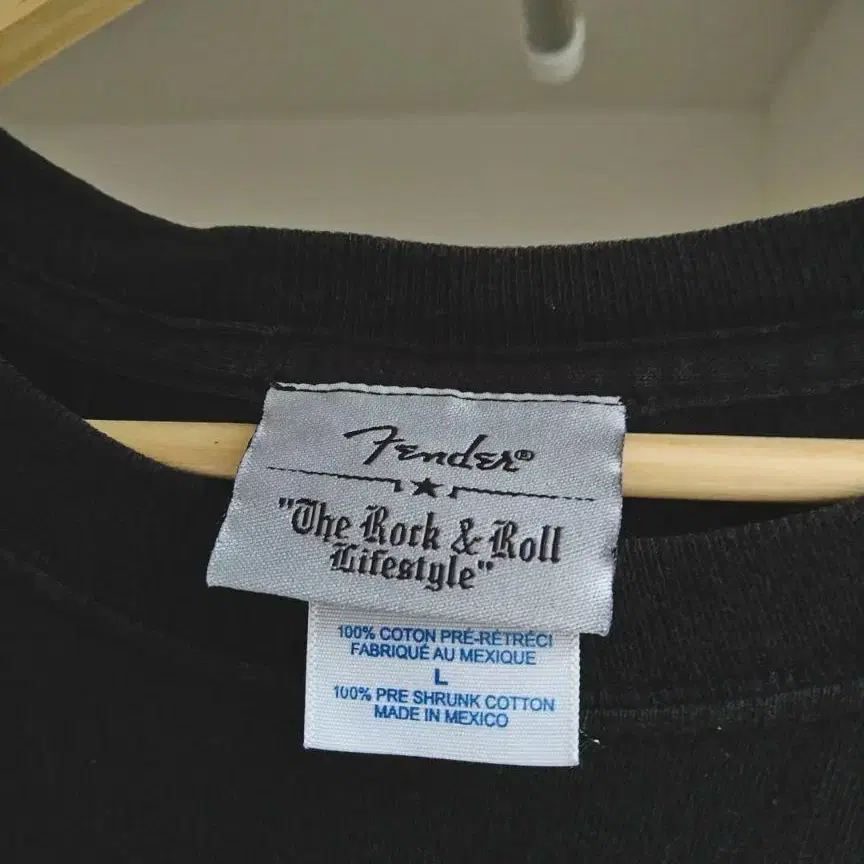 Fender®
"The Rock & Roll
Lifestyle"
100% COTON PRÉ-RÉTRÉCI
FABRIQUÉ AU MEXIQUE
L
100% PRE SHRUNK COTTON
MADE IN MEXICO